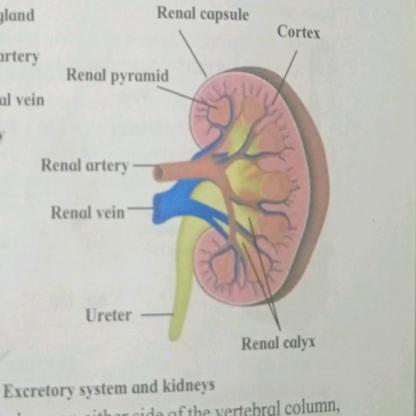 gland
Renal capsule
Cortex
artery
Renal pyramid
al vein
y
Renal artery
Renal vein
Ureter
Renal calyx
Excretory system and kidneys
either side of the vertebral column,